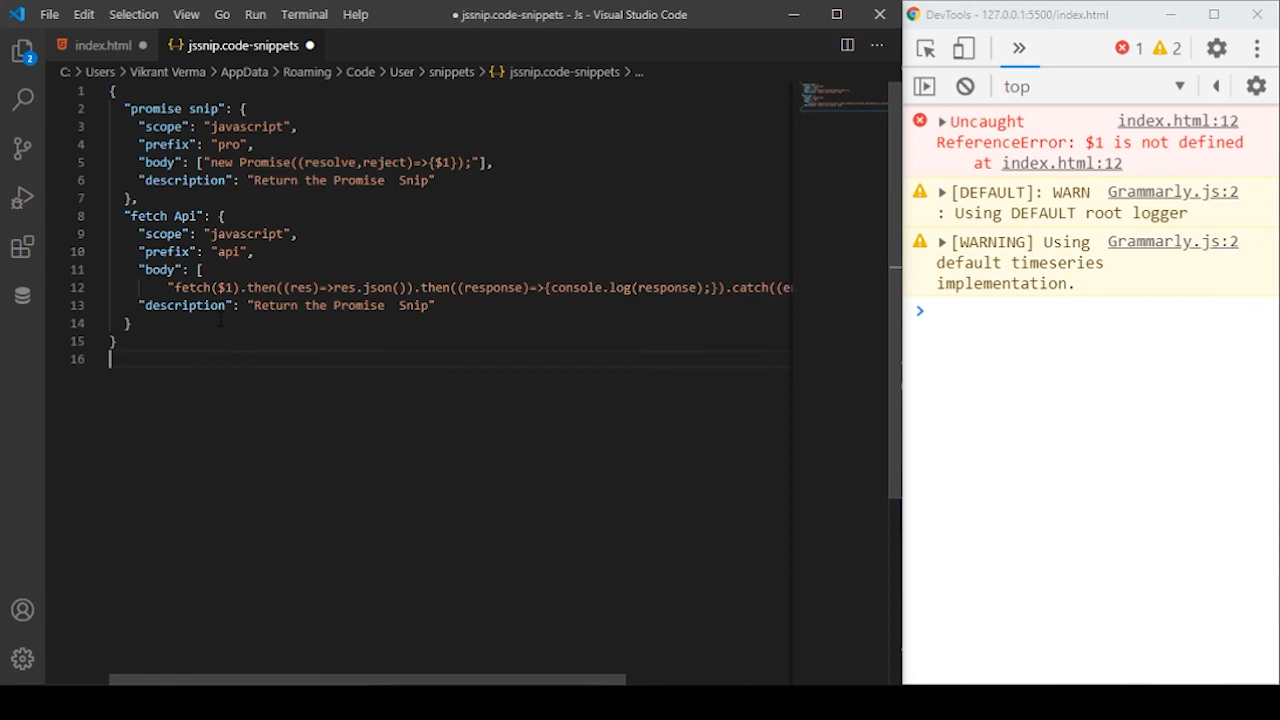 File Edit Selection View Go Run Terminal Help
● jssnip.code-snippets - Js - Visual Studio Code
index.html ●
{} jssnip.code-snippets ●
C: > Users > Vikrant Verma > AppData > Roaming > Code > User > snippets > {} jssnip.code-snippets > ...
2
1 {
2 "promise snip": {
3 "scope": "javascript",
4 "prefix": "pro",
5 "body": ["new Promise((resolve,reject)=>{$1});"],
6 "description": "Return the Promise  Snip"
7 },
8 "fetch Api": {
9 "scope": "javascript",
10 "prefix": "api",
11 "body": [
12 "fetch($1).then((res)=>res.json()).then((response)=>{console.log(response);}).catch((er
13 "description": "Return the Promise  Snip"
14 }
15 }
16
DevTools - 127.0.0.1:5500/index.html
» 1 2
top
Uncaught index.html:12
ReferenceError: $1 is not defined
at index.html:12
[DEFAULT]: WARN Grammarly.js:2
: Using DEFAULT root logger
[WARNING] Using Grammarly.js:2
default timeseries
implementation.
>